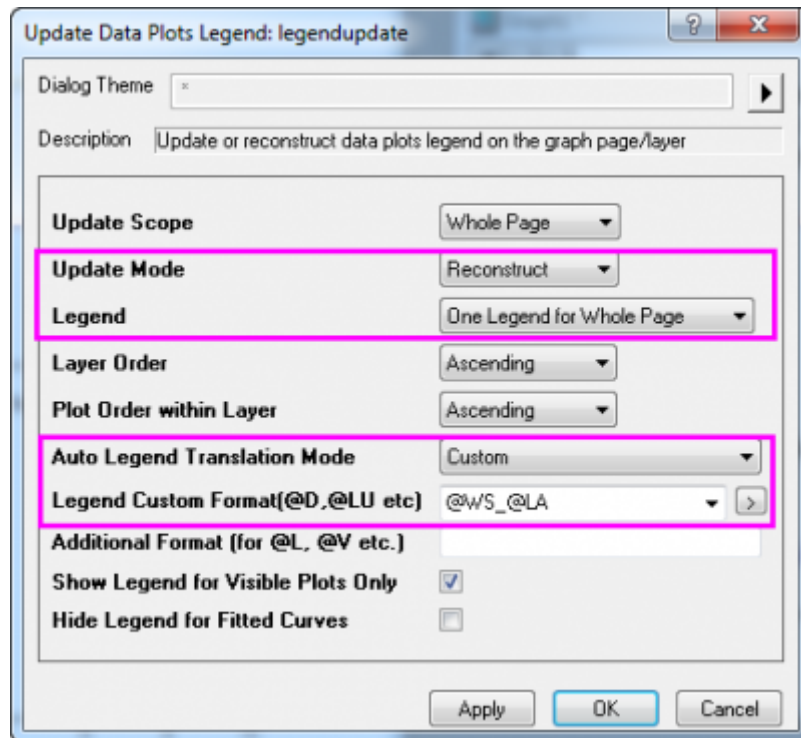 Update Data Plots Legend: legendupdate
Dialog Theme ×
Description Update or reconstruct data plots legend on the graph page/layer
Update Scope Whole Page
Update Mode Reconstruct
Legend One Legend for Whole Page
Layer Order Ascending
Plot Order within Layer Ascending
Auto Legend Translation Mode Custom
Legend Custom Format(@D,@LU etc) @WS_@LA >
Additional Format (for @L, @V etc.)
Show Legend for Visible Plots Only
Hide Legend for Fitted Curves
Apply OK Cancel